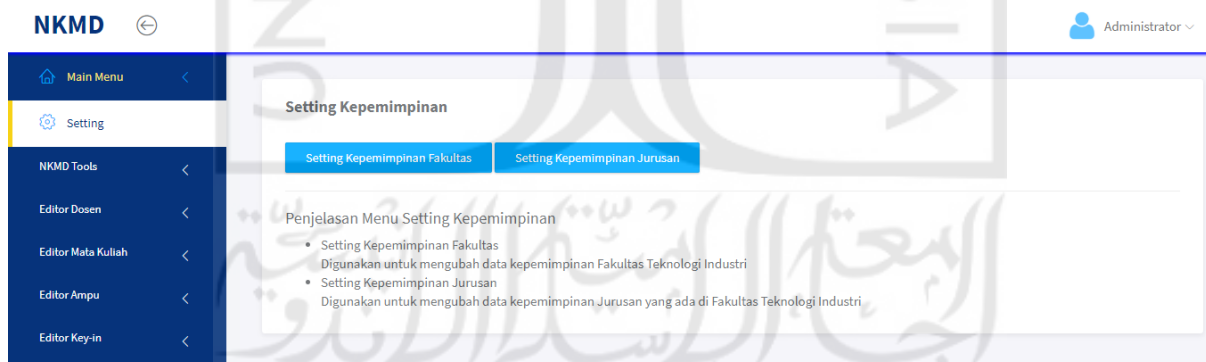 NKMD
Administrator
Main Menu
Setting
NKMD Tools
Editor Dosen
Editor Mata Kuliah
Editor Ampu
Editor Key-in
Setting Kepemimpinan
Setting Kepemimpinan Fakultas Setting Kepemimpinan Jurusan
Penjelasan Menu Setting Kepemimpinan
• Setting Kepemimpinan Fakultas
Digunakan untuk mengubah data kepemimpinan Fakultas Teknologi Industri
• Setting Kepemimpinan Jurusan
Digunakan untuk mengubah data kepemimpinan Jurusan yang ada di Fakultas Teknologi Industri